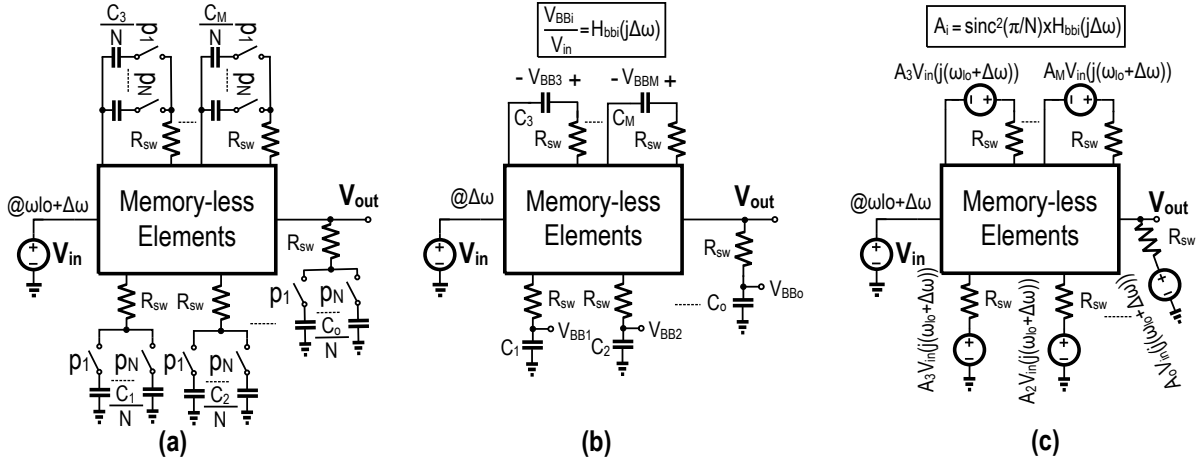 C3
N
p1
pN
CM
N
p1
pN
Rsw
Rsw
Memory-less
Elements
@ωlo+Δω
Vin
Vout
Rsw
Rsw
Rsw
p1
pN
C1
N
p1
pN
C2
N
p1
pN
Co
N
(a)
VBBi
Vin
=Hbbi(jΔω)
- VBB3 +
- VBBM +
C3
Rsw
CM
Rsw
Memory-less
Elements
@Δω
Vin
Vout
Rsw
Rsw
Rsw
VBB1
VBB2
VBBo
C1
C2
Co
(b)
Ai = sinc²(π/N)xHbbi(jΔω)
A3Vin(j(ωlo+Δω))
AMVin(j(ωlo+Δω))
Rsw
Rsw
Memory-less
Elements
@ωlo+Δω
Vin
Vout
Rsw
Rsw
Rsw
A3Vin(j(ωlo+Δω))
A2Vin(j(ωlo+Δω))
AoVin(j(ωlo+Δω))
(c)